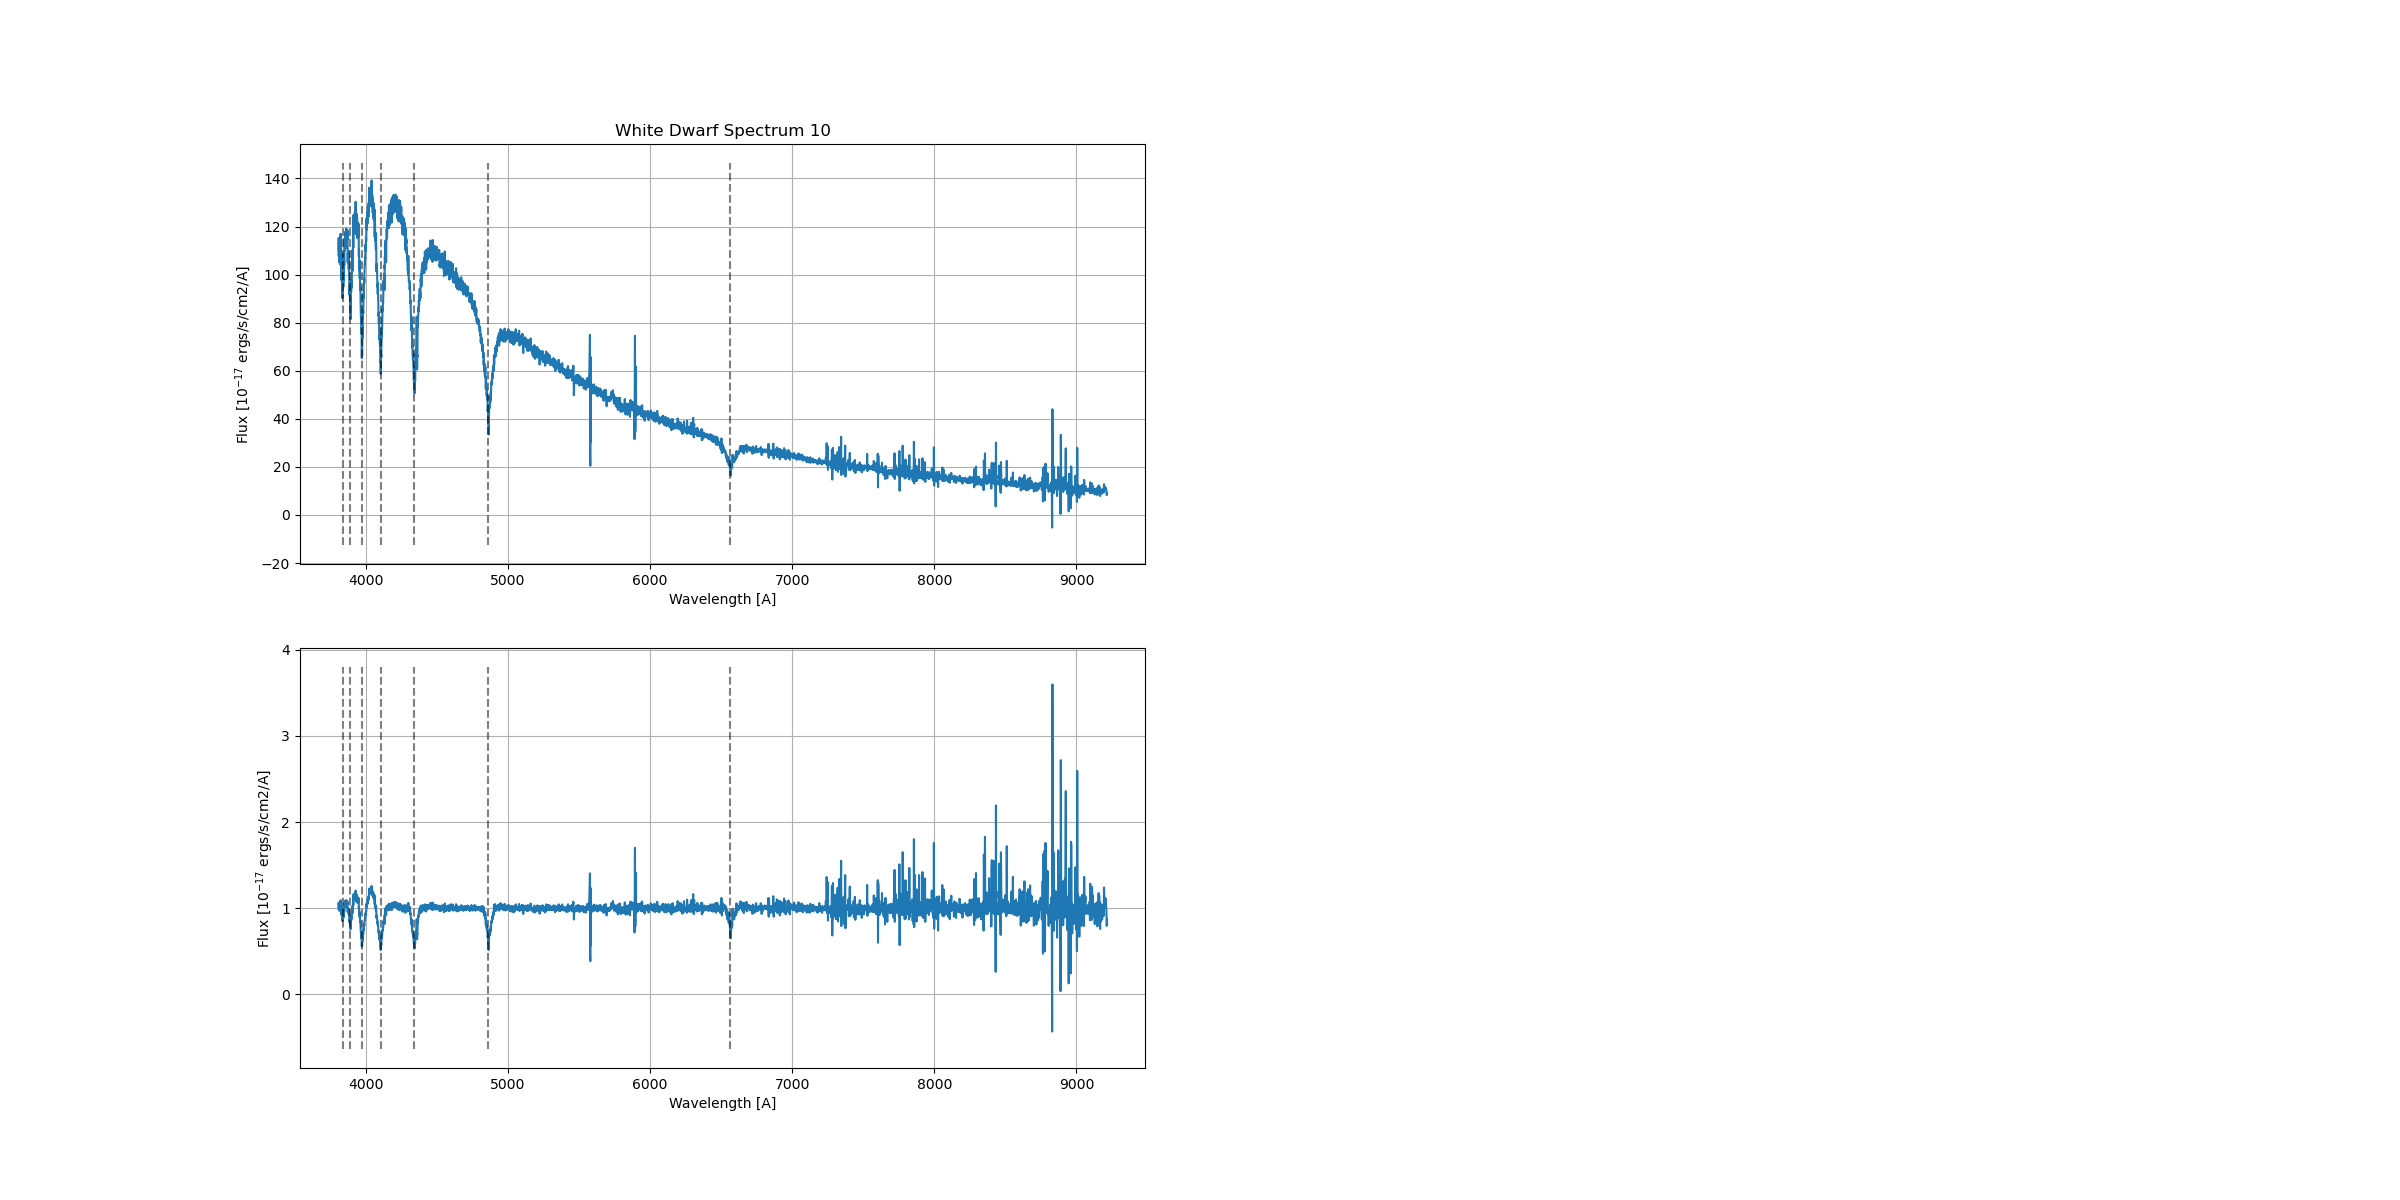 White Dwarf Spectrum 10
140
120
100
80
60
40
20
0
−20
Flux [10⁻¹⁷ ergs/s/cm2/A]
4000 5000 6000 7000 8000 9000
Wavelength [A]
4
3
2
1
0
Flux [10⁻¹⁷ ergs/s/cm2/A]
4000 5000 6000 7000 8000 9000
Wavelength [A]